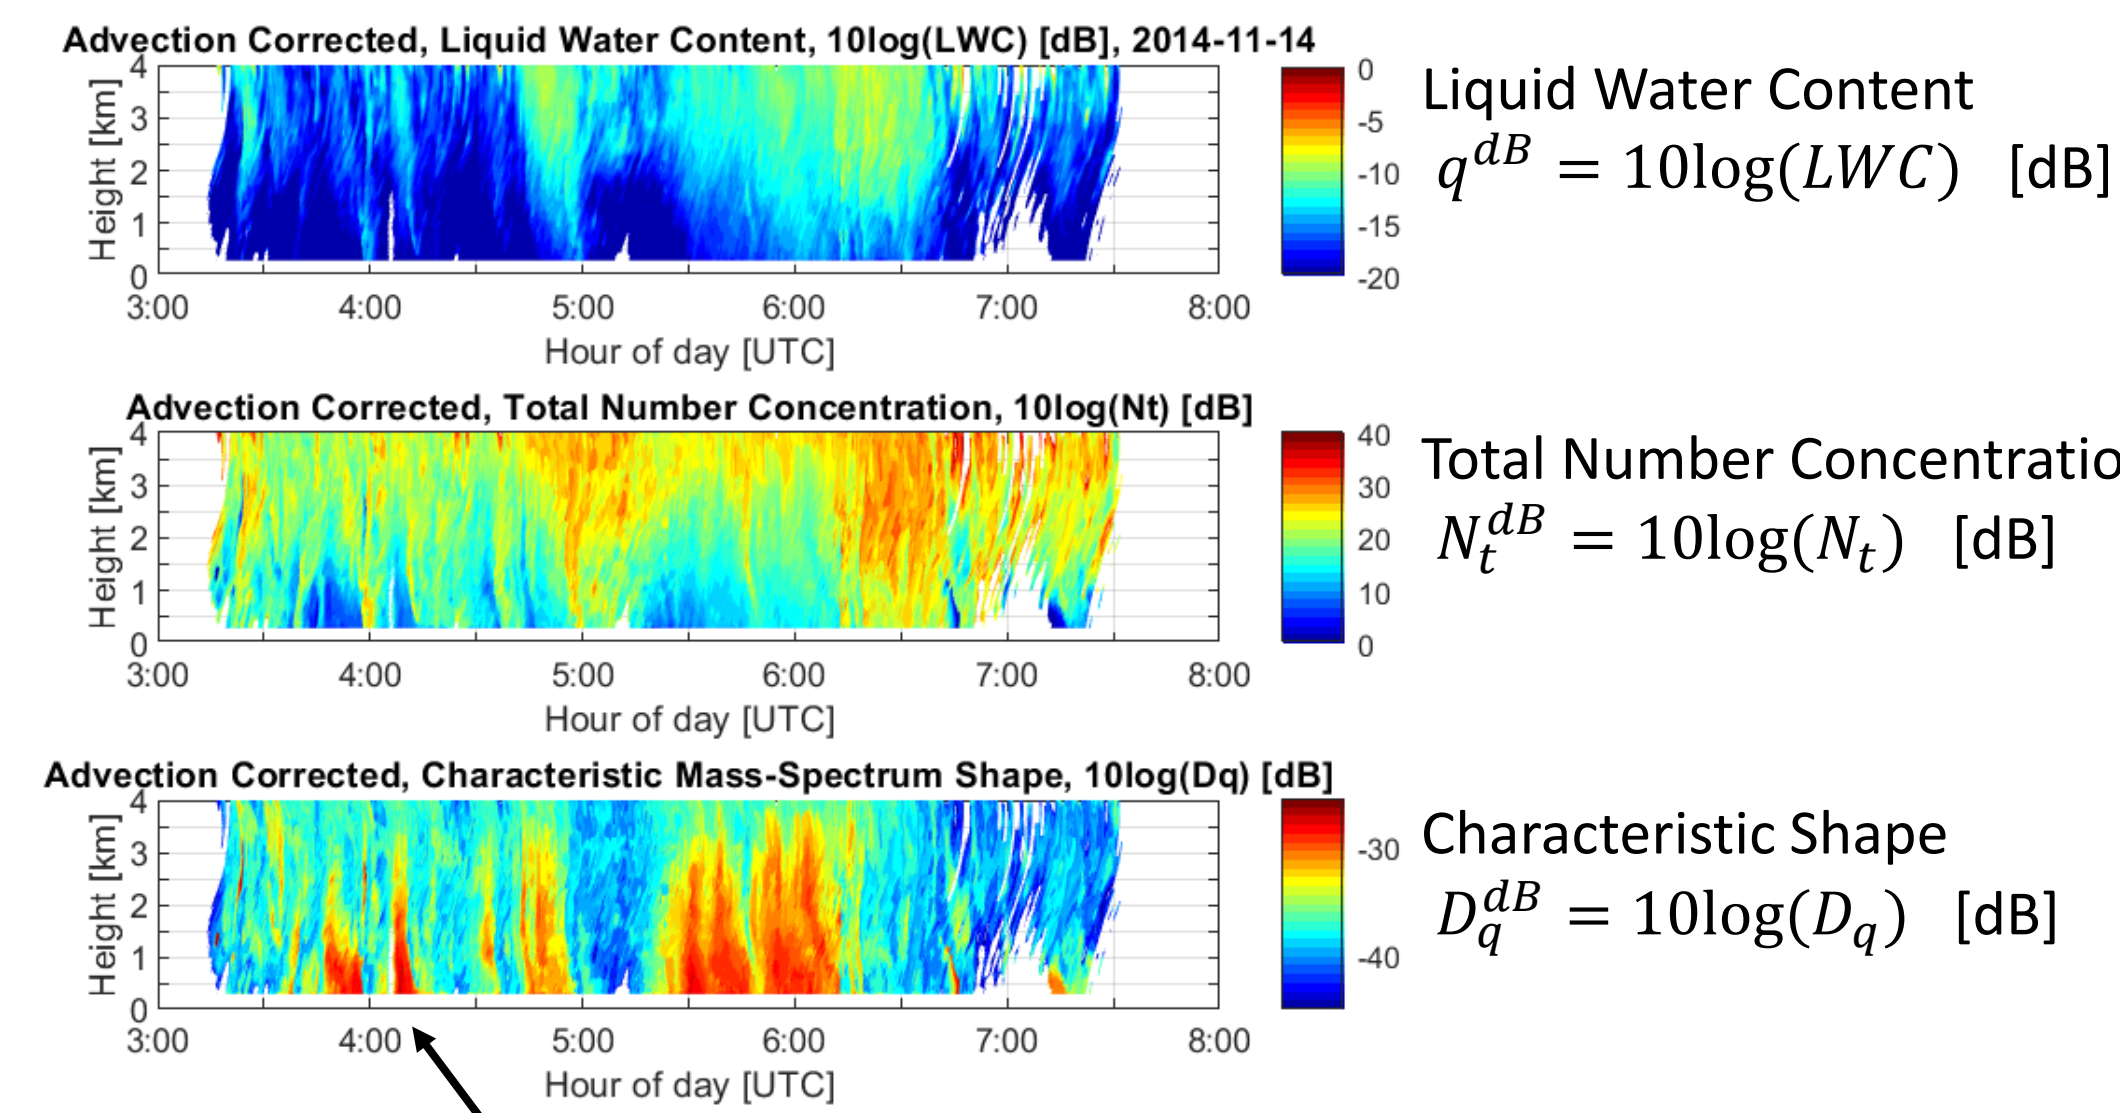 Advection Corrected, Liquid Water Content, 10log(LWC) [dB], 2014-11-14
Height [km]
4
3
2
1
0
3:00 4:00 5:00 6:00 7:00 8:00
Hour of day [UTC]
0
-5
-10
-15
-20
Liquid Water Content
q^{dB} = 10log(LWC) [dB]
Advection Corrected, Total Number Concentration, 10log(Nt) [dB]
Height [km]
4
3
2
1
0
3:00 4:00 5:00 6:00 7:00 8:00
Hour of day [UTC]
40
30
20
10
0
Total Number Concentratio
N_t^{dB} = 10log(N_t) [dB]
Advection Corrected, Characteristic Mass-Spectrum Shape, 10log(Dq) [dB]
Height [km]
4
3
2
1
0
3:00 4:00 5:00 6:00 7:00 8:00
Hour of day [UTC]
-30
-40
Characteristic Shape
D_q^{dB} = 10log(D_q) [dB]